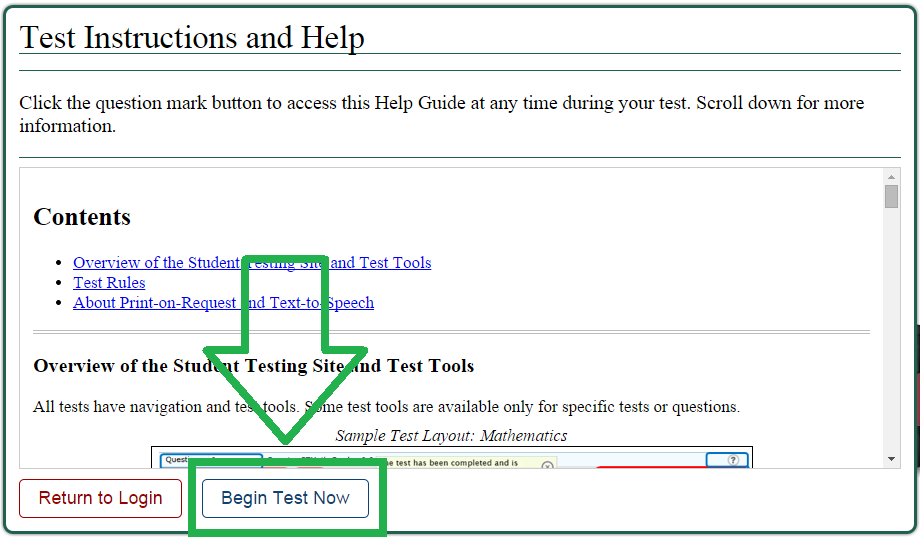 Test Instructions and Help
Click the question mark button to access this Help Guide at any time during your test. Scroll down for more
information.
Contents
Overview of the Student Testing Site and Test Tools
Test Rules
About Print-on-Request and Text-to-Speech
Overview of the Student Testing Site and Test Tools
All tests have navigation and test tools. Some test tools are available only for specific tests or questions.
Sample Test Layout: Mathematics
test has been completed and is
?
Return to Login
Begin Test Now